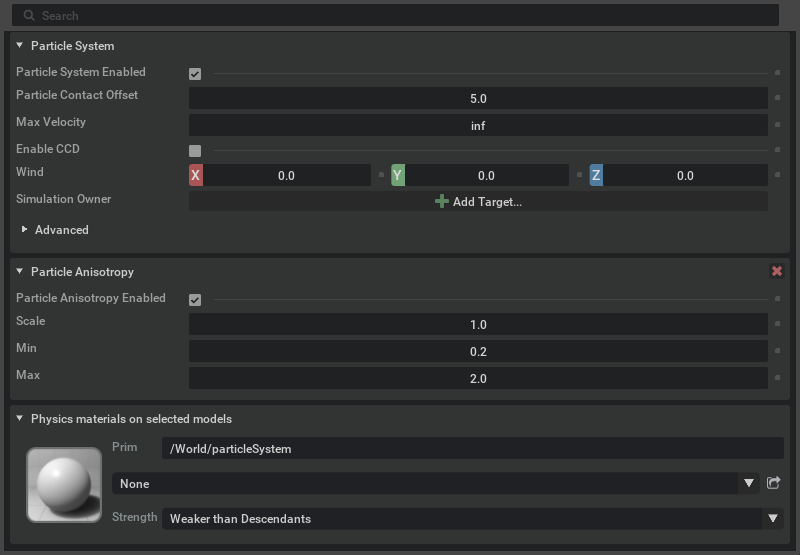 Search
Particle System
Particle System Enabled
Particle Contact Offset 5.0
Max Velocity inf
Enable CCD
Wind X 0.0 Y 0.0 Z 0.0
Simulation Owner Add Target...
Advanced
Particle Anisotropy
Particle Anisotropy Enabled
Scale 1.0
Min 0.2
Max 2.0
Physics materials on selected models
Prim /World/particleSystem
None
Strength Weaker than Descendants